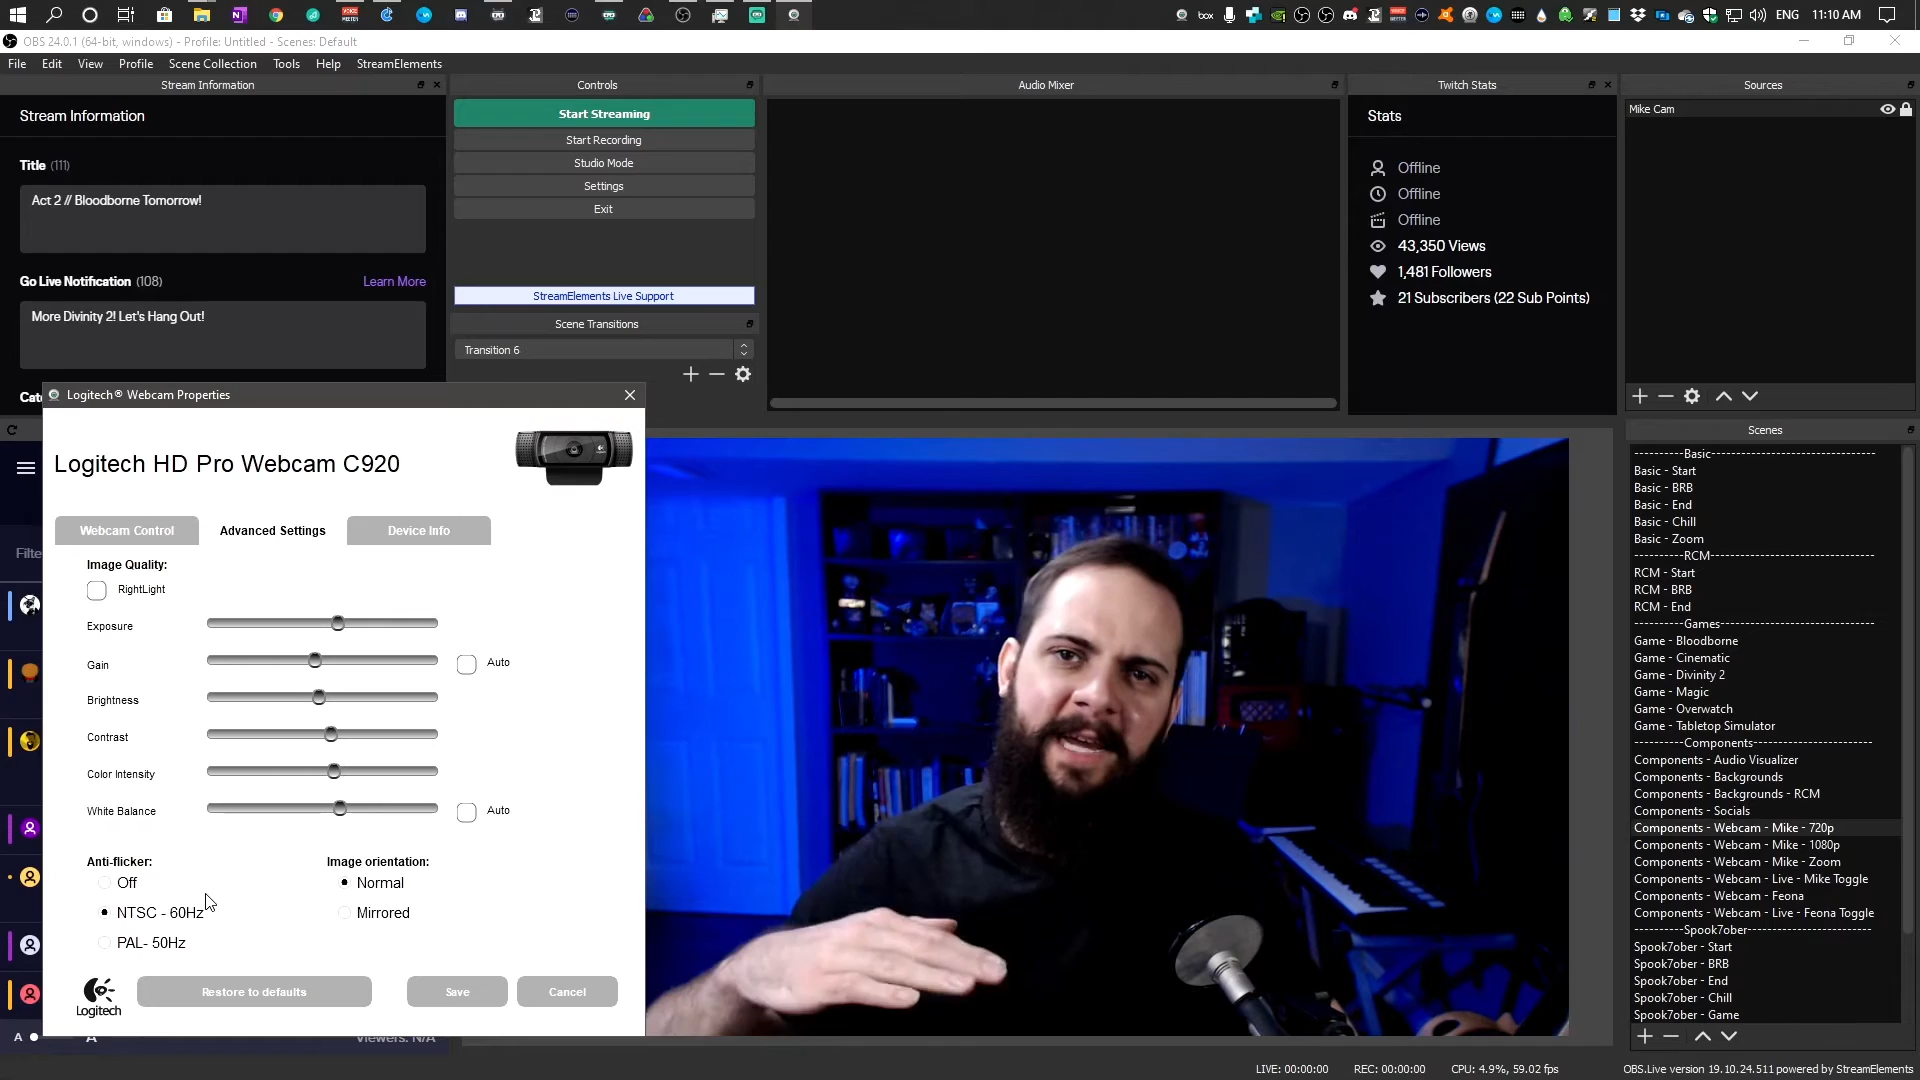 box
ENG
11:10 AM
OBS 24.0.1 (64-bit, windows) - Profile: Untitled - Scenes: Default
File Edit View Profile Scene Collection Tools Help StreamElements
Stream Information
Stream Information
Title (111)
Act 2 // Bloodborne Tomorrow!
Go Live Notification (108)
Learn More
More Divinity 2! Let's Hang Out!
Controls
Start Streaming
Start Recording
Studio Mode
Settings
Exit
StreamElements Live Support
Scene Transitions
Transition 6
Audio Mixer
Twitch Stats
Stats
Offline
Offline
Offline
43,350 Views
1,481 Followers
21 Subscribers (22 Sub Points)
Sources
Mike Cam
Logitech® Webcam Properties
Logitech HD Pro Webcam C920
Webcam Control
Advanced Settings
Device Info
Image Quality:
RightLight
Exposure
Gain
Auto
Brightness
Contrast
Color Intensity
White Balance
Auto
Anti-flicker:
Off
NTSC - 60Hz
PAL- 50Hz
Image orientation:
Normal
Mirrored
Logitech
Restore to defaults
Save
Cancel
Viewers: N/A
Scenes
----------Basic--------------------------------------
Basic - Start
Basic - BRB
Basic - End
Basic - Chill
Basic - Zoom
----------RCM---------------------------------------
RCM - Start
RCM - BRB
RCM - End
----------Games------------------------------------
Game - Bloodborne
Game - Cinematic
Game - Divinity 2
Game - Magic
Game - Overwatch
Game - Tabletop Simulator
----------Components------------------------
Components - Audio Visualizer
Components - Backgrounds
Components - Backgrounds - RCM
Components - Socials
Components - Webcam - Mike - 720p
Components - Webcam - Mike - 1080p
Components - Webcam - Mike - Zoom
Components - Webcam - Live - Mike Toggle
Components - Webcam - Feona
Components - Webcam - Live - Feona Toggle
----------Spook7ober-------------------------
Spook7ober - Start
Spook7ober - BRB
Spook7ober - End
Spook7ober - Chill
Spook7ober - Game
LIVE: 00:00:00
REC: 00:00:00
CPU: 4.9%, 59.02 fps
OBS.Live version 19.10.24.511 powered by StreamElements